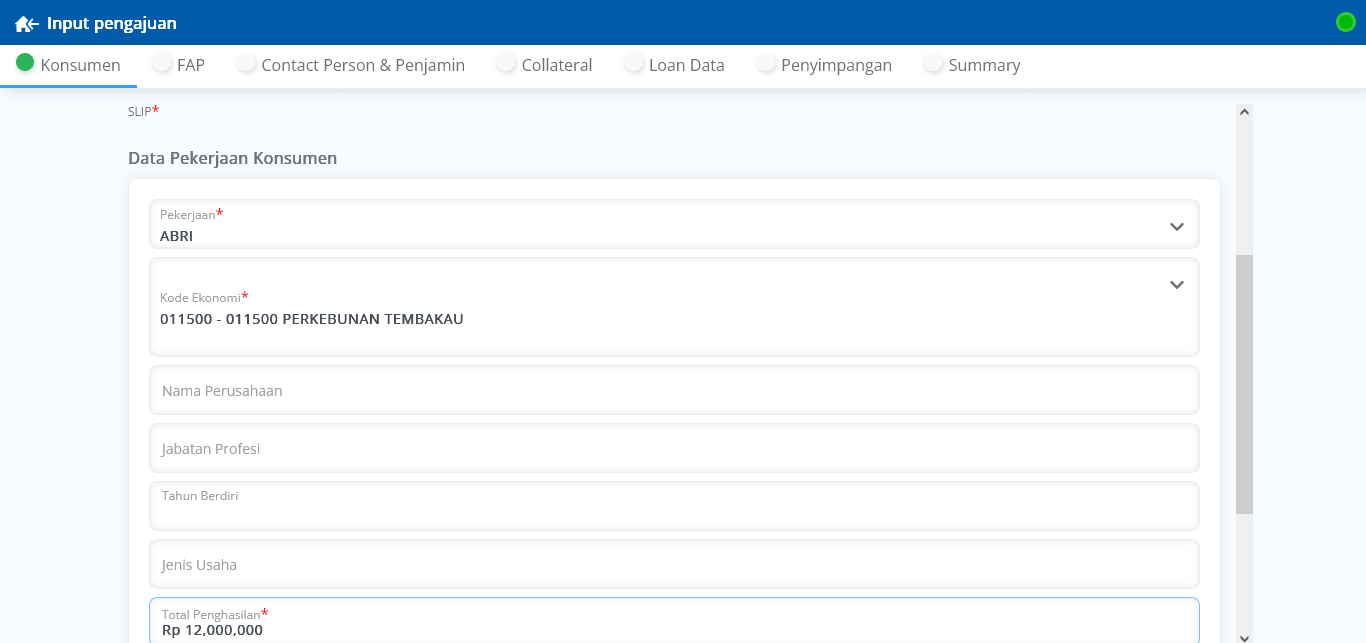 Input pengajuan
Konsumen FAP Contact Person & Penjamin Collateral Loan Data Penyimpangan Summary
SLIP*
Data Pekerjaan Konsumen
Pekerjaan*
ABRI
Kode Ekonomi*
011500 - 011500 PERKEBUNAN TEMBAKAU
Nama Perusahaan
Jabatan Profesi
Tahun Berdiri
Jenis Usaha
Total Penghasilan*
Rp 12,000,000